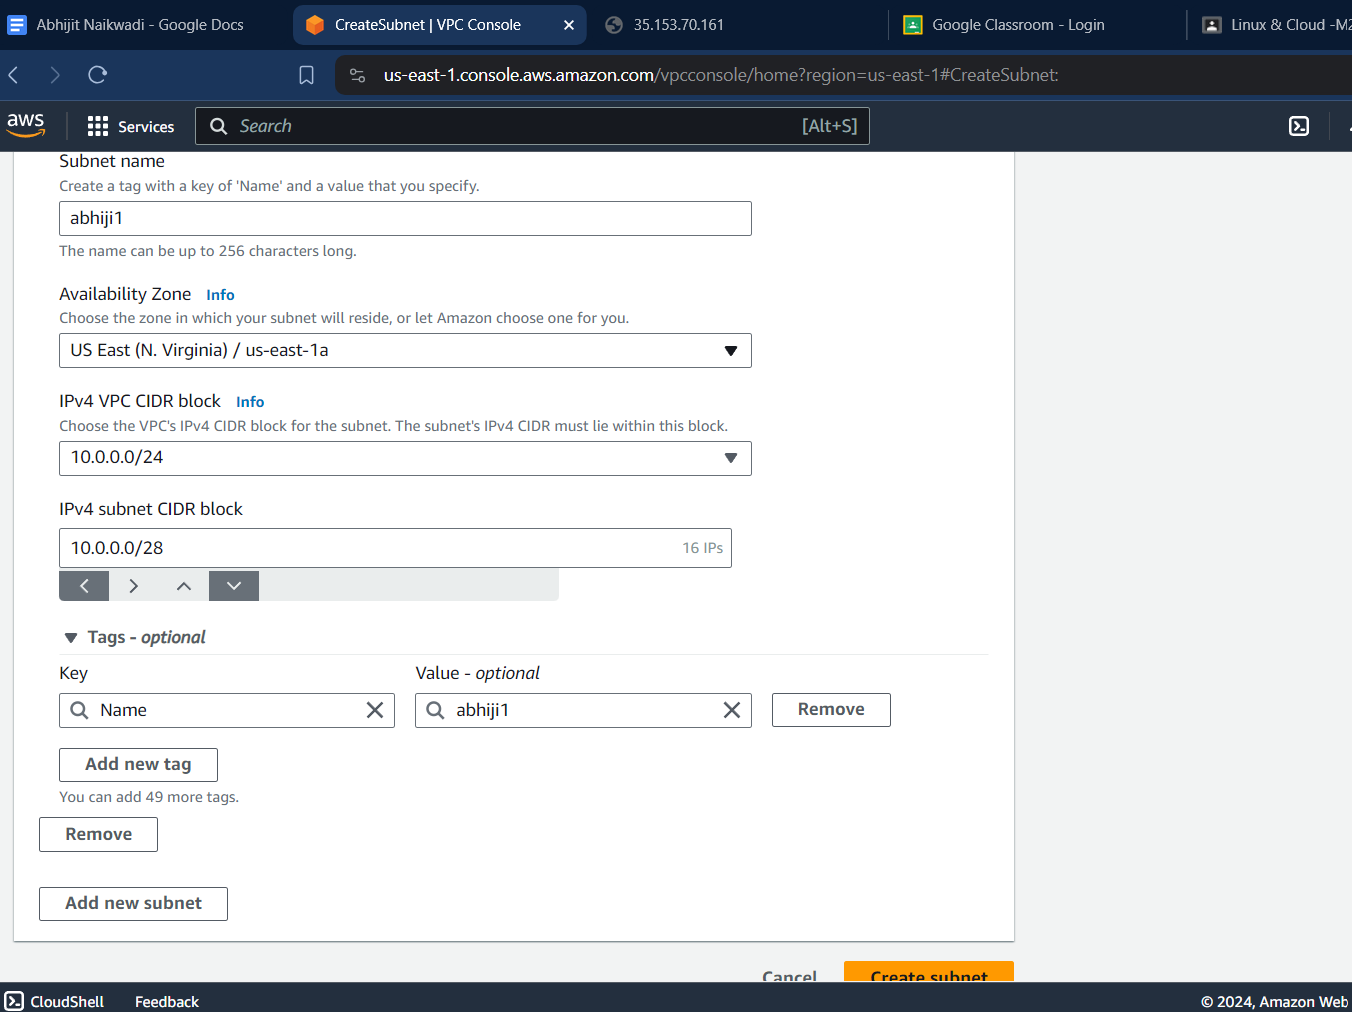 Abhijit Naikwadi - Google Docs
CreateSubnet | VPC Console
35.153.70.161
Google Classroom - Login
Linux & Cloud -M2
us-east-1.console.aws.amazon.com/vpcconsole/home?region=us-east-1#CreateSubnet:
aws
Services
Search
[Alt+S]
Subnet name
Create a tag with a key of 'Name' and a value that you specify.
abhiji1
The name can be up to 256 characters long.
Availability Zone Info
Choose the zone in which your subnet will reside, or let Amazon choose one for you.
US East (N. Virginia) / us-east-1a
IPv4 VPC CIDR block Info
Choose the VPC's IPv4 CIDR block for the subnet. The subnet's IPv4 CIDR must lie within this block.
10.0.0.0/24
IPv4 subnet CIDR block
10.0.0.0/28
16 IPs
Tags - optional
Key
Value - optional
Name
abhiji1
Remove
Add new tag
You can add 49 more tags.
Remove
Add new subnet
Cancel
Create subnet
CloudShell
Feedback
© 2024, Amazon Web